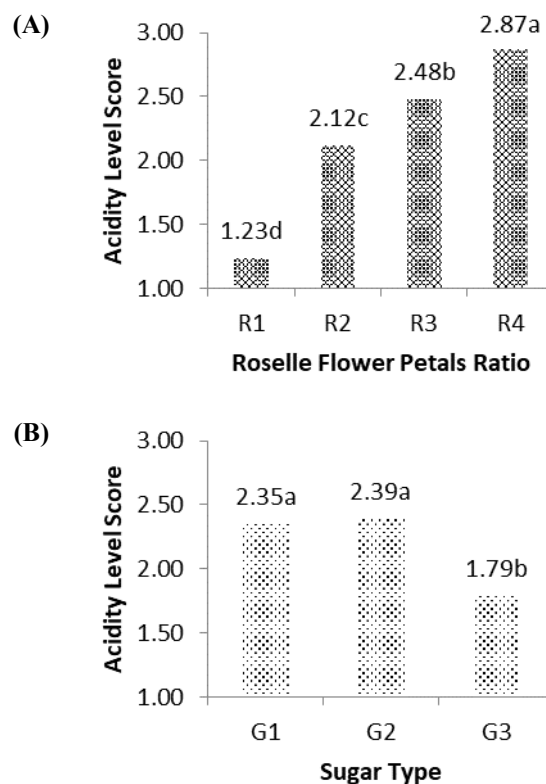 (A)
Acidity Level Score
3.00
2.50
2.00
1.50
1.00
1.23d
2.12c
2.48b
2.87a
R1 R2 R3 R4
Roselle Flower Petals Ratio
(B)
Acidity Level Score
3.00
2.50
2.00
1.50
1.00
2.35a
2.39a
1.79b
G1 G2 G3
Sugar Type